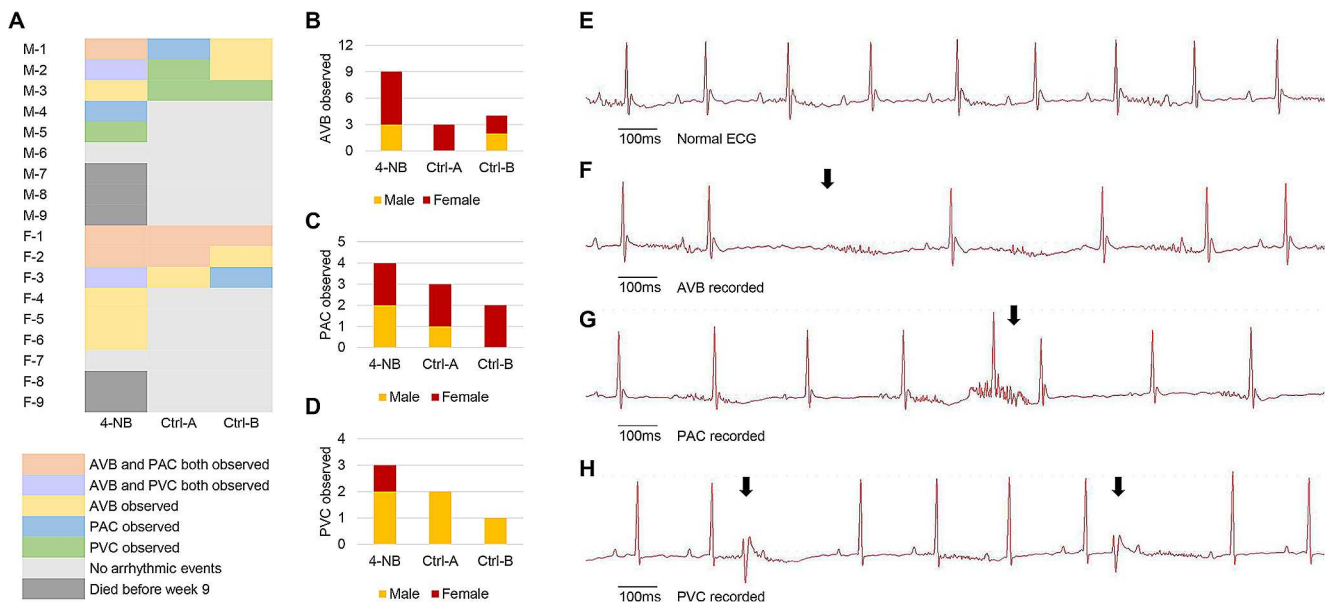 A
M-1
M-2
M-3
M-4
M-5
M-6
M-7
M-8
M-9
F-1
F-2
F-3
F-4
F-5
F-6
F-7
F-8
F-9
4-NB Ctrl-A Ctrl-B
AVB and PAC both observed
AVB and PVC both observed
AVB observed
PAC observed
PVC observed
No arrhythmic events
Died before week 9
B
AVB observed
12
9
6
3
0
4-NB Ctrl-A Ctrl-B
Male Female
C
PAC observed
5
4
3
2
1
0
4-NB Ctrl-A Ctrl-B
Male Female
D
PVC observed
4
3
2
1
0
4-NB Ctrl-A Ctrl-B
Male Female
E
100ms Normal ECG
F
100ms AVB recorded
G
100ms PAC recorded
H
100ms PVC recorded